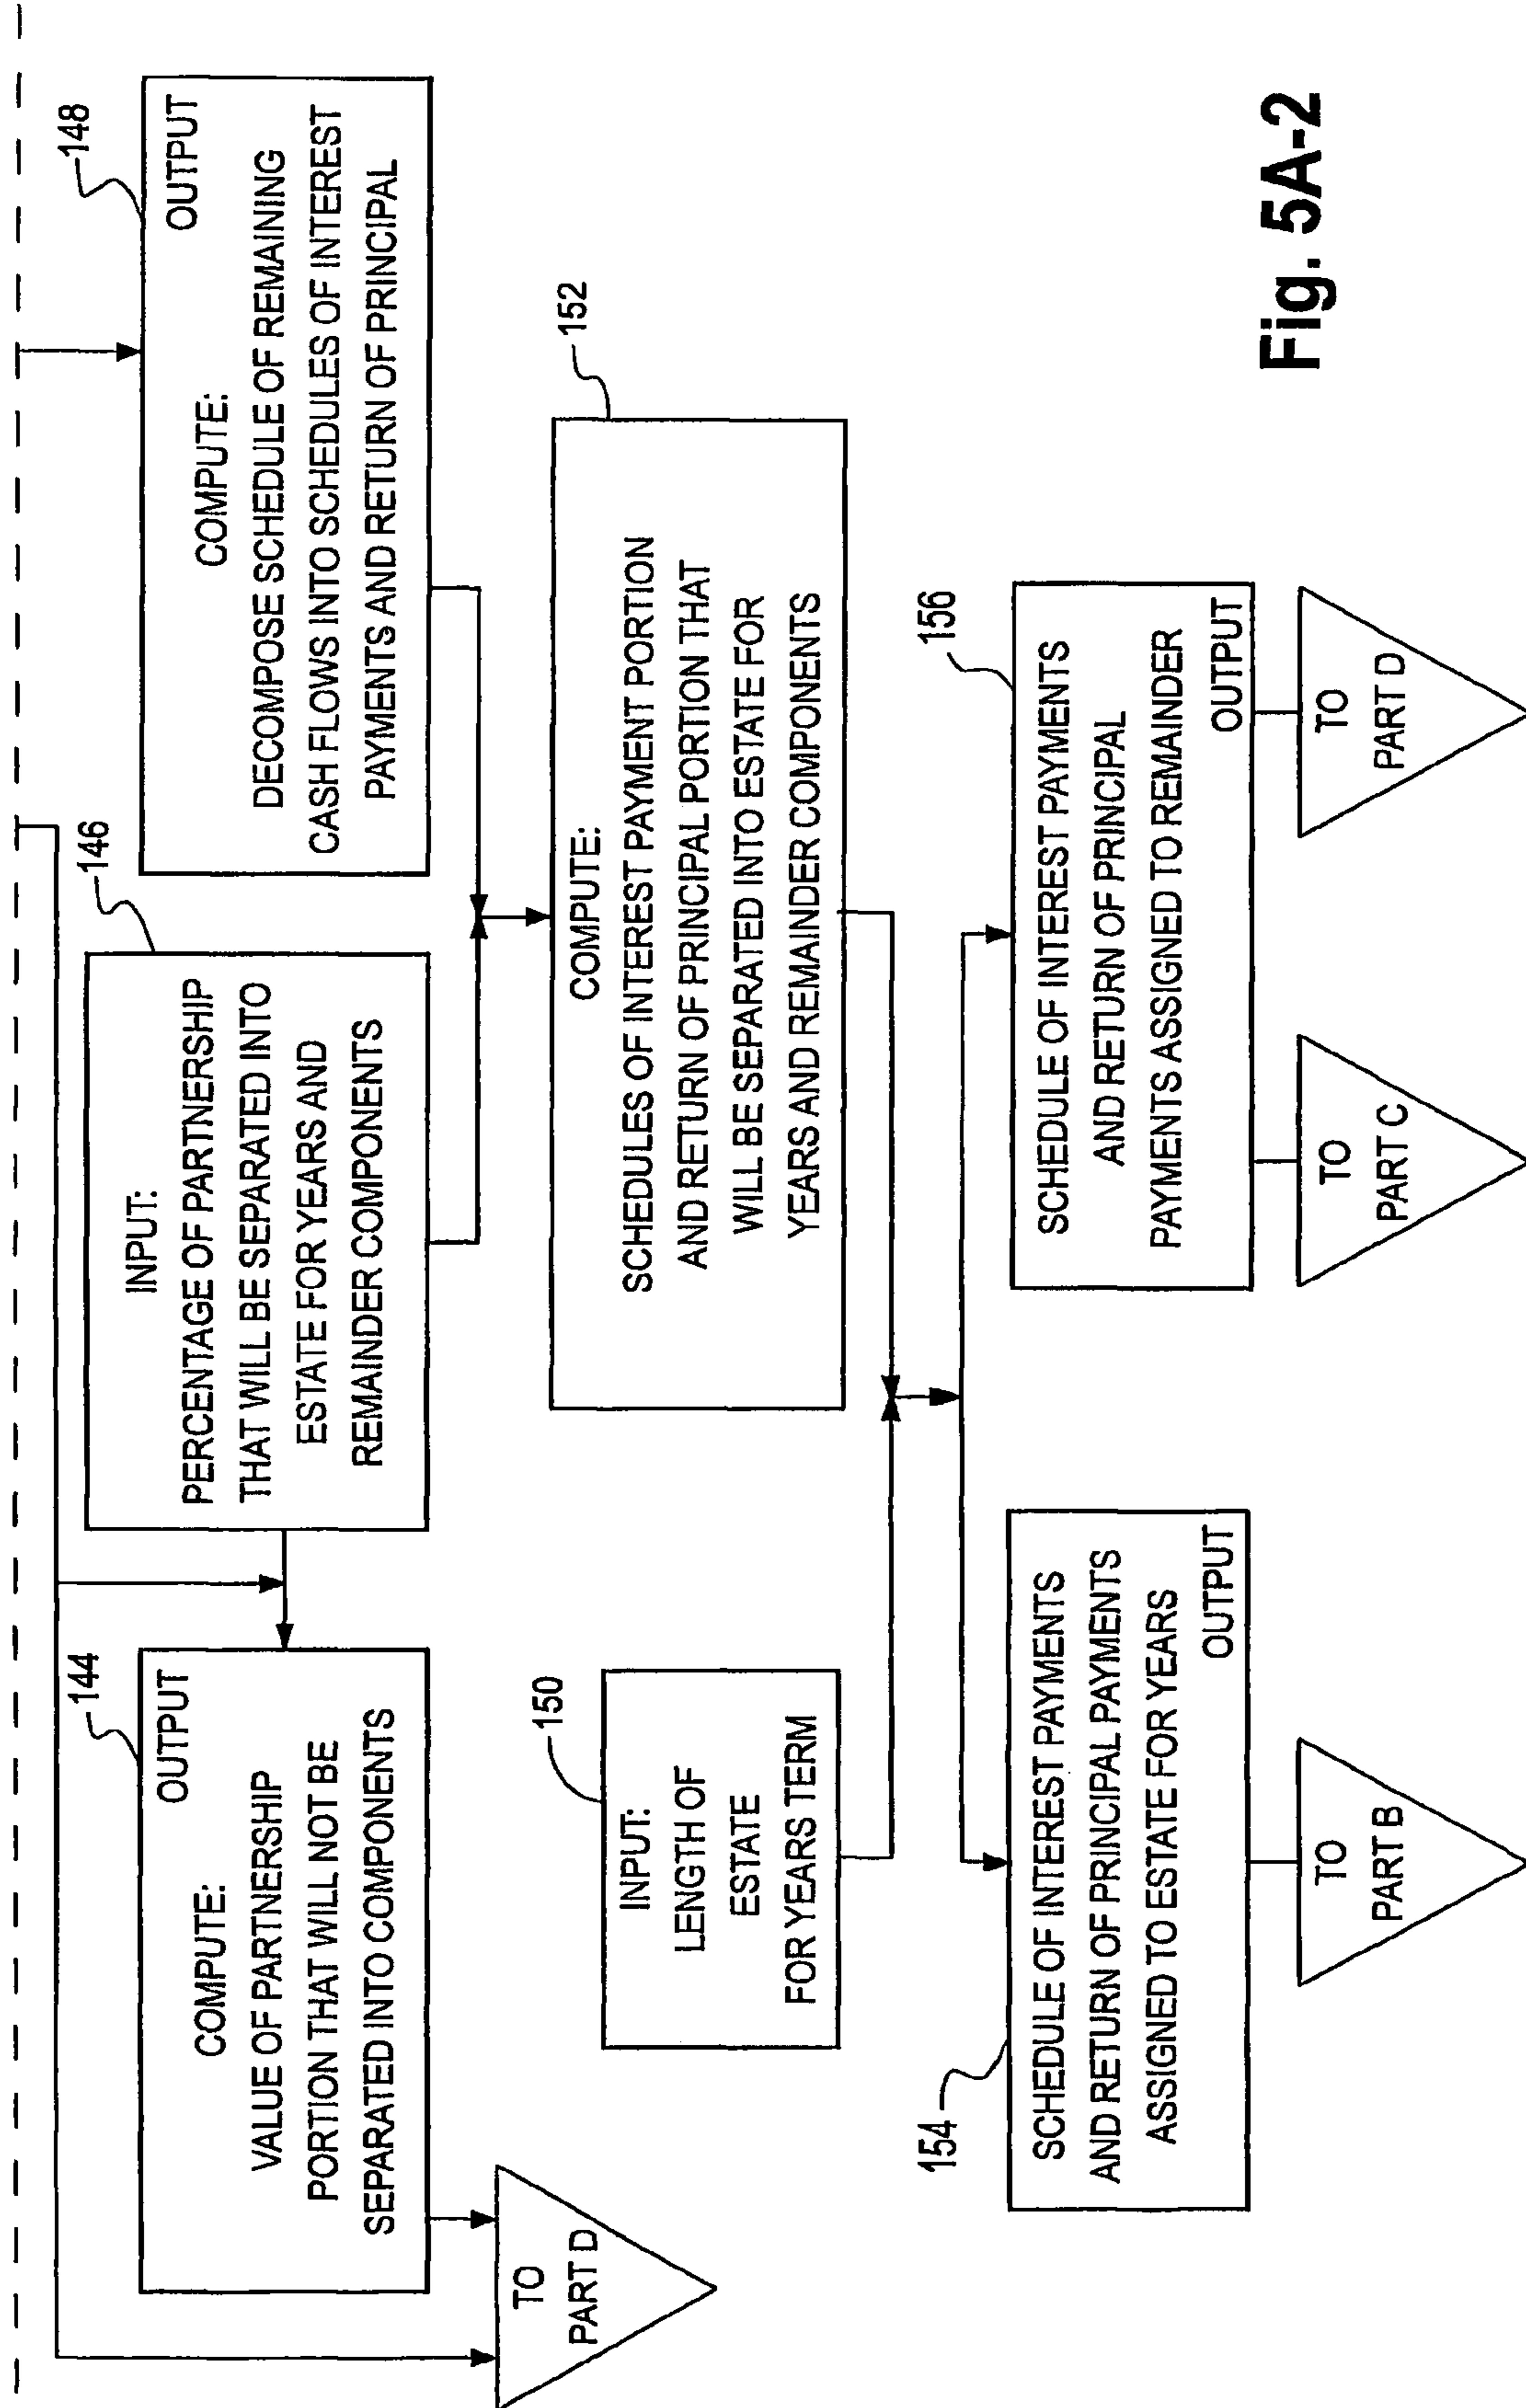 144
OUTPUT
COMPUTE:
VALUE OF PARTNERSHIP
PORTION THAT WILL NOT BE
SEPARATED INTO COMPONENTS
146
INPUT:
PERCENTAGE OF PARTNERSHIP
THAT WILL BE SEPARATED INTO
ESTATE FOR YEARS AND
REMAINDER COMPONENTS
148
OUTPUT
COMPUTE:
DECOMPOSE SCHEDULE OF REMAINING
CASH FLOWS INTO SCHEDULES OF INTEREST
PAYMENTS AND RETURN OF PRINCIPAL
TO
PART D
150
INPUT:
LENGTH OF
ESTATE
FOR YEARS TERM
152
COMPUTE:
SCHEDULES OF INTEREST PAYMENT PORTION
AND RETURN OF PRINCIPAL PORTION THAT
WILL BE SEPARATED INTO ESTATE FOR
YEARS AND REMAINDER COMPONENTS
154
SCHEDULE OF INTEREST PAYMENTS
AND RETURN OF PRINCIPAL PAYMENTS
ASSIGNED TO ESTATE FOR YEARS
OUTPUT
156
SCHEDULE OF INTEREST PAYMENTS
AND RETURN OF PRINCIPAL
PAYMENTS ASSIGNED TO REMAINDER
OUTPUT
TO
PART B
TO
PART C
TO
PART D
Fig. 5A-2